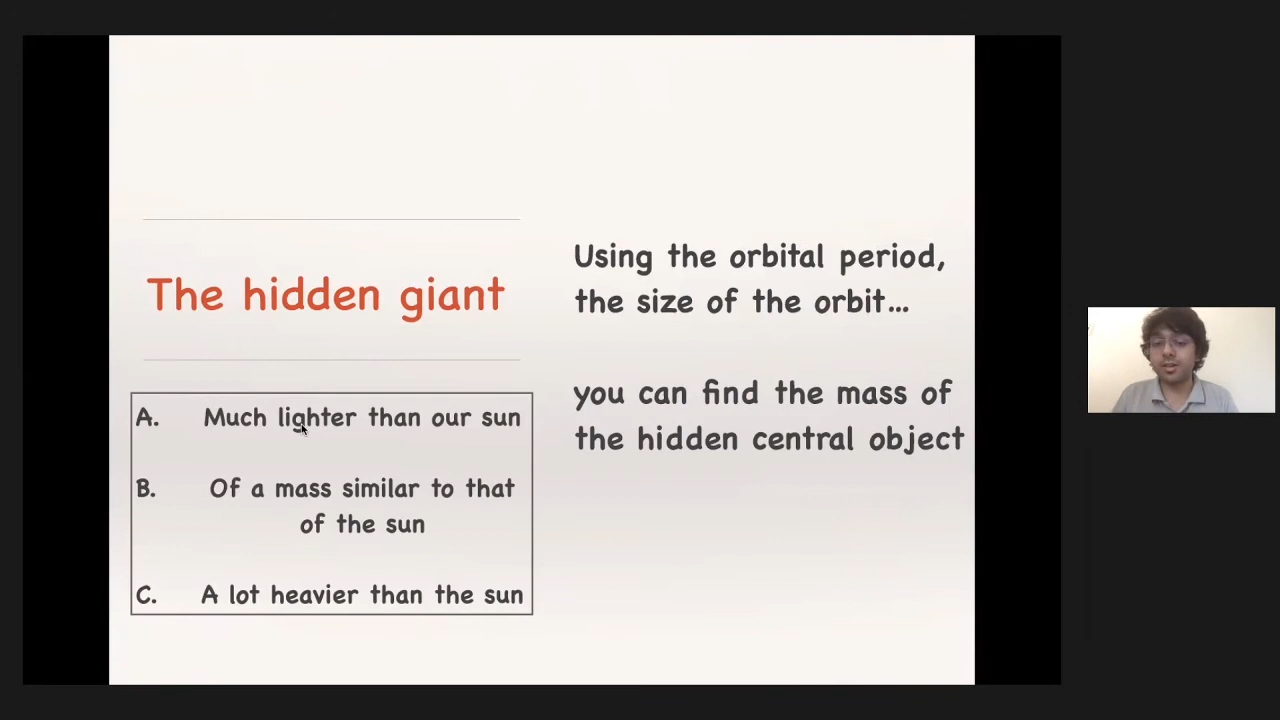 The hidden giant
A. Much lighter than our sun
B. Of a mass similar to that
of the sun
C. A lot heavier than the sun
Using the orbital period,
the size of the orbit...
you can find the mass of
the hidden central object